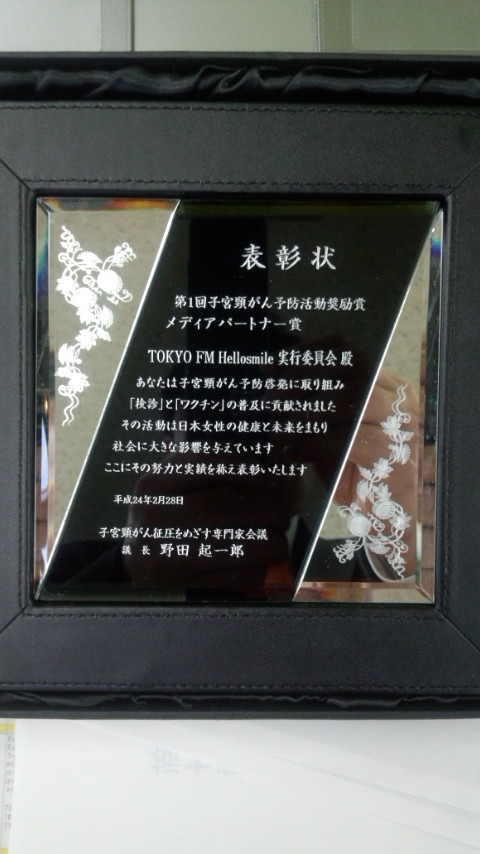 表彰状
第1回子宮頸がん予防活動奨励賞
メディアパートナー賞
TOKYO FM Hellosmile 実行委員会 殿
あなたは子宮頸がん予防啓発に取り組み
「検診」と「ワクチン」の普及に貢献されました
その活動は日本女性の健康と未来をまもり
社会に大きな影響を与えています
ここにその努力と実績を称え表彰いたします
平成24年2月28日
子宮頸がん征圧をめざす専門家会議
議 長 野田 起一郎